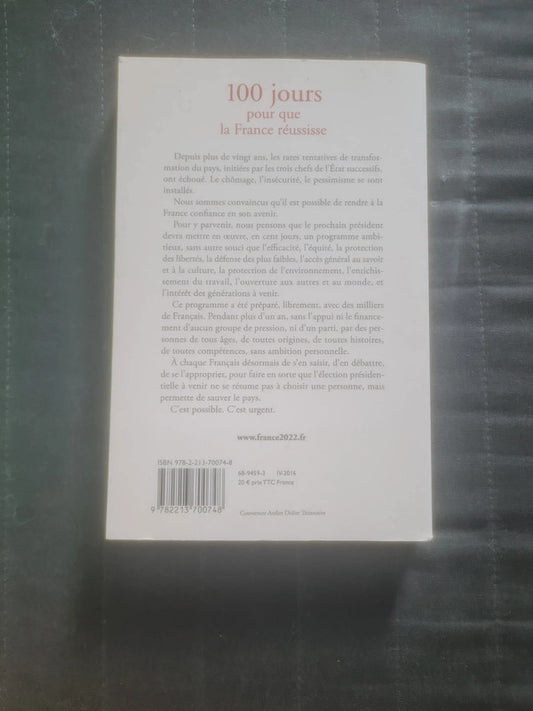 100 jours
pour que
la France réussisse
Depuis plus de vingt ans, les rares tentatives de transfor-
mation du pays, initiées par les trois chefs de l'État successifs,
ont échoué. Le chômage, l'insécurité, le pessimisme se sont
installés.
Nous sommes convaincus qu'il est possible de rendre à la
France confiance en son avenir.
Pour y parvenir, nous pensons que le prochain président
devra mettre en œuvre, en cent jours, un programme ambi-
tieux, sans autre souci que l'efficacité, l'équité, la protection
des libertés, la défense des plus faibles, l'accès général au savoir
et à la culture, la protection de l'environnement, l'enrichis-
sement du travail, l'ouverture aux autres et au monde, et
l'intérêt des générations à venir.
Ce programme a été préparé, librement, avec des milliers
de Français. Pendant plus d'un an, sans l'appui ni le finance-
ment d'aucun groupe de pression, ni d'un parti, par des per-
sonnes de tous âges, de toutes origines, de toutes histoires,
de toutes compétences, sans ambition personnelle.
À chaque Français désormais de s'en saisir, d'en débattre,
de se l'approprier, pour faire en sorte que l'élection présiden-
tielle à venir ne se résume pas à choisir une personne, mais
permette de sauver le pays.
C'est possible. C'est urgent.
www.france2022.fr
ISBN 978-2-213-70074-8
68-9459-3 IV-2016
20 € prix TTC France
9 782213 700748
Couverture Atelier Didier Thimonier